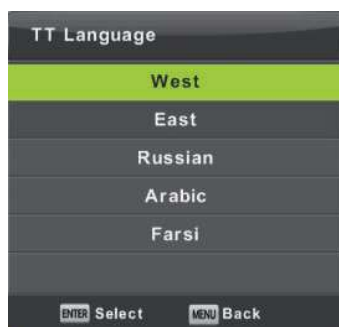 TT Language
West
East
Russian
Arabic
Farsi
ENTER Select MENU Back